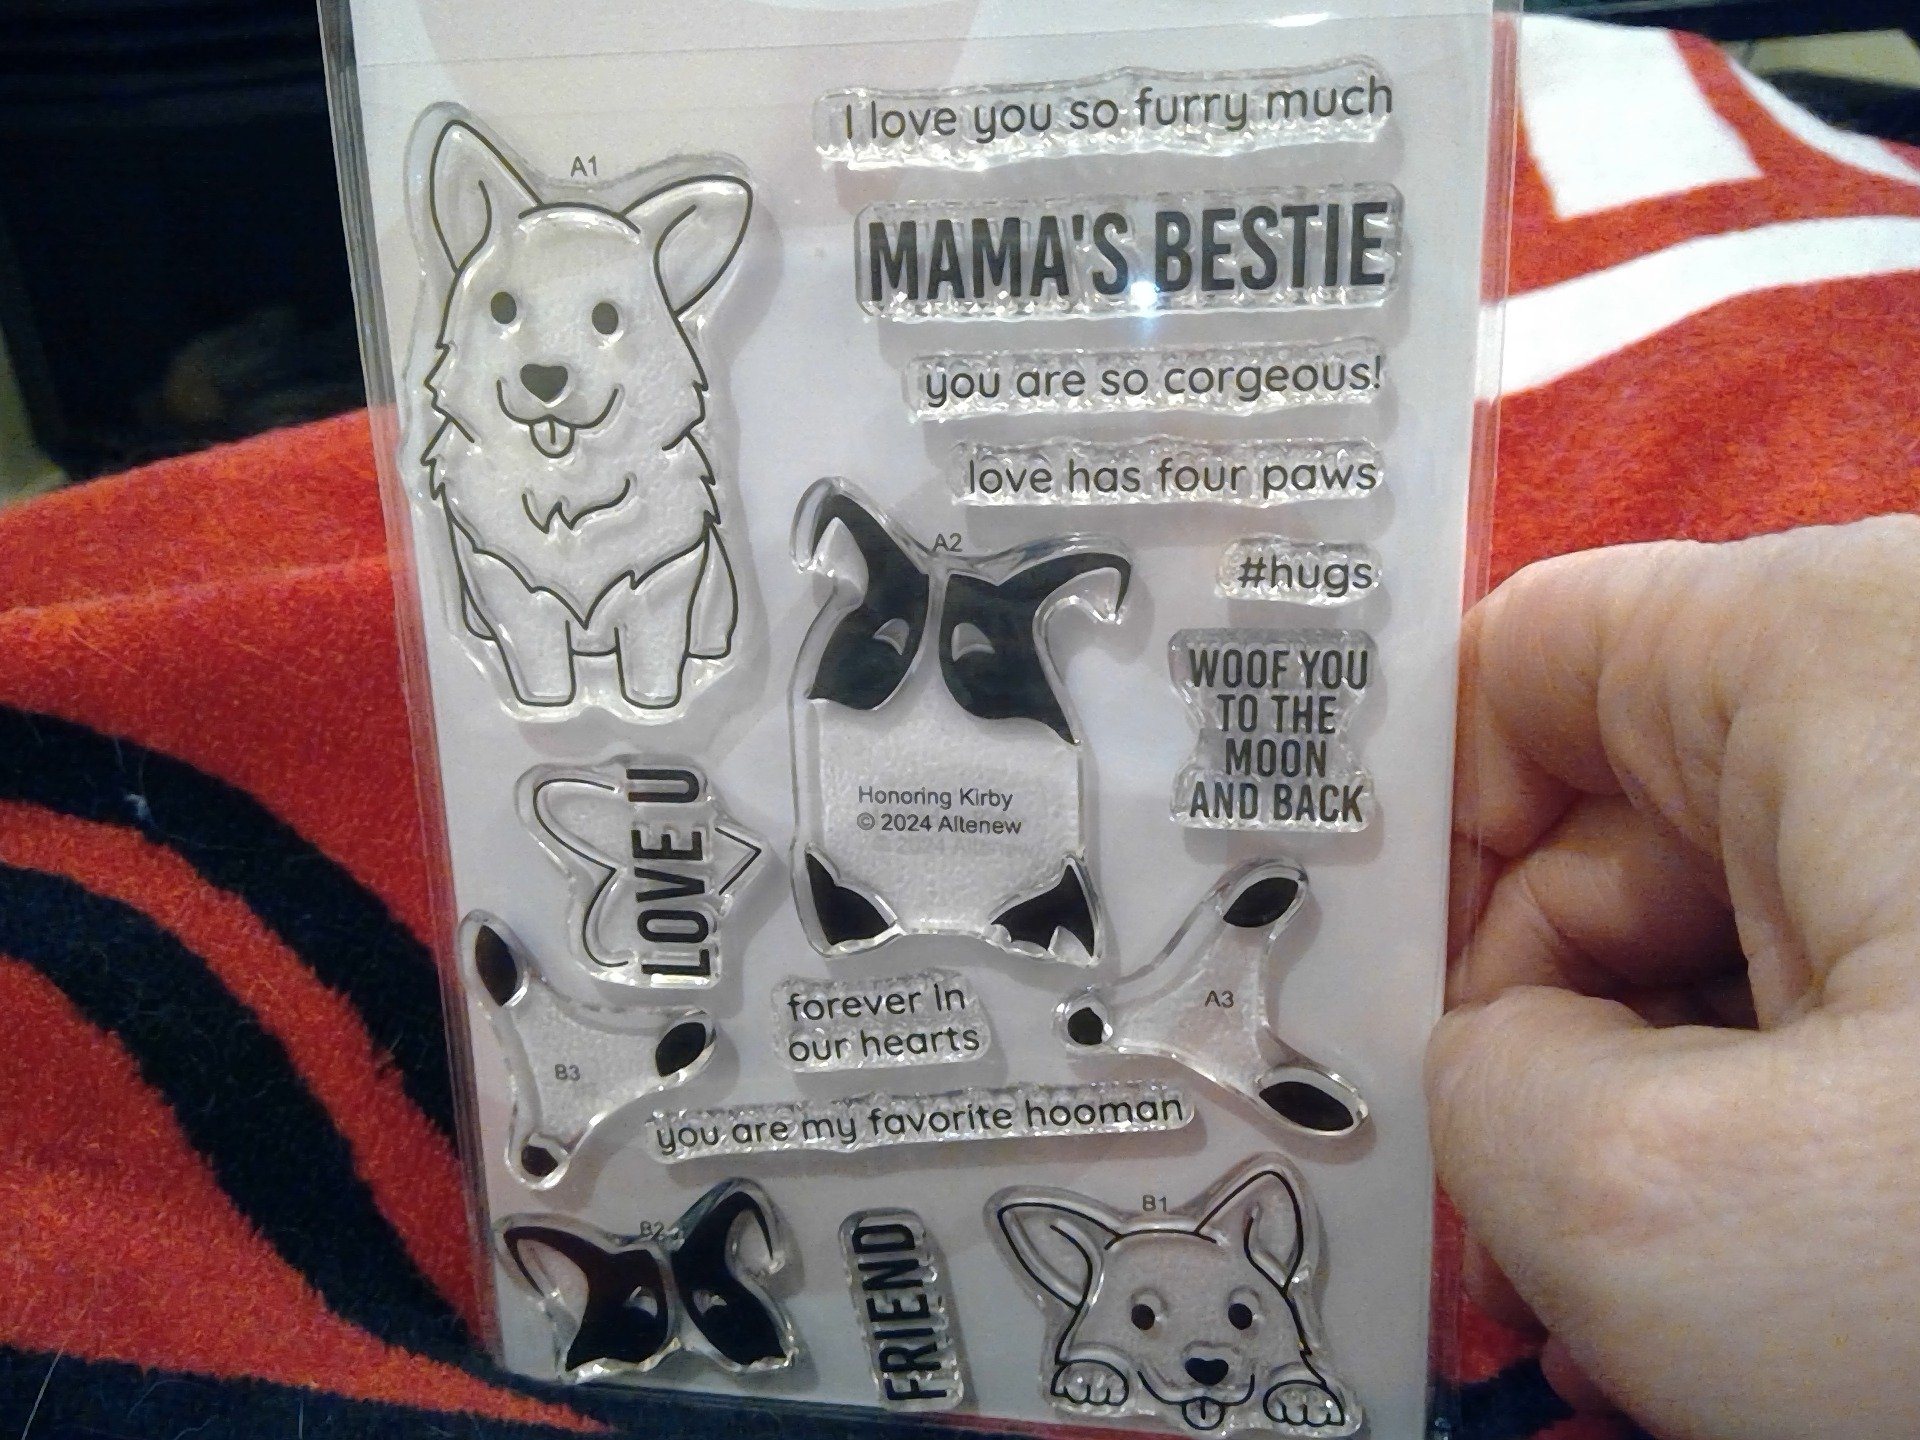 I love you so furry much
A1
MAMA'S BESTIE
you are so corgeous!
love has four paws
A2
#hugs
WOOF YOU
TO THE
MOON
AND BACK
LOVE U
Honoring Kirby
© 2024 Altenew
A3
forever in
our hearts
B3
you are my favorite hooman
B2
FRIEND
B1